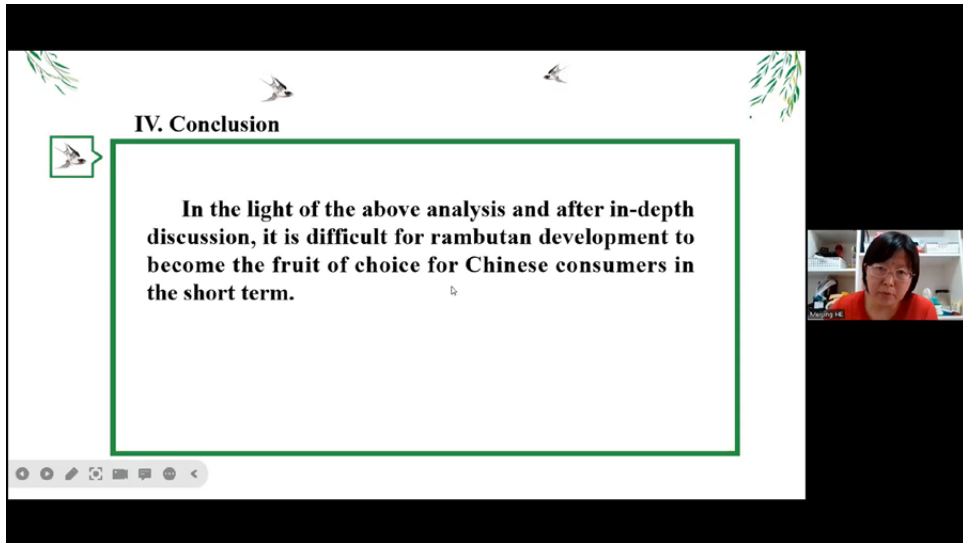 IV. Conclusion
In the light of the above analysis and after in-depth
discussion, it is difficult for rambutan development to
become the fruit of choice for Chinese consumers in
the short term.
Meijing HE